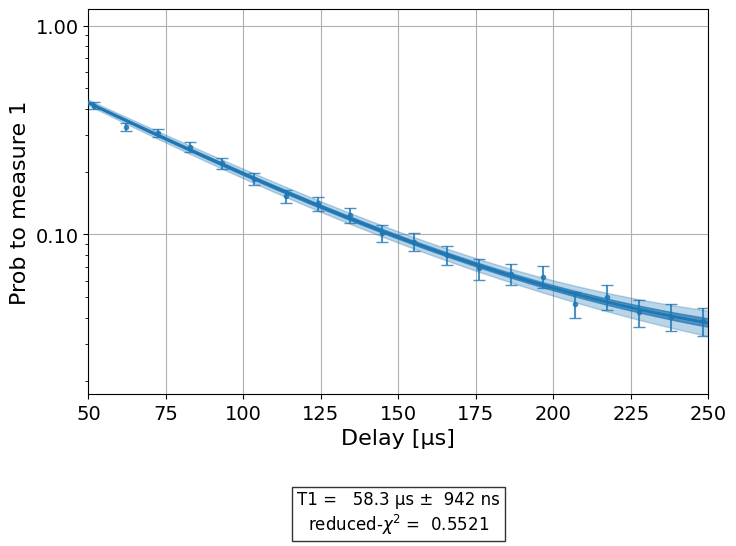 1.00
0.10
Prob to measure 1
50 75 100 125 150 175 200 225 250
Delay [µs]
T1 = 58.3 µs ± 942 ns
reduced-χ² = 0.5521